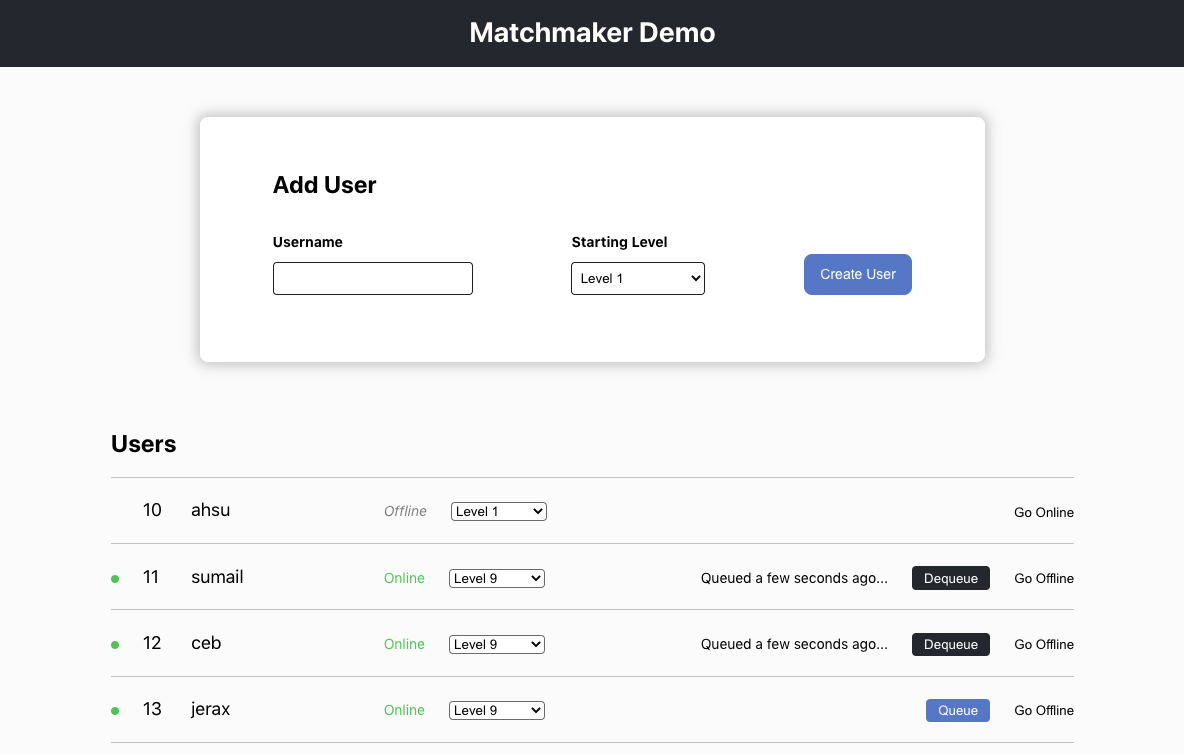 Matchmaker Demo
Add User
Username
Starting Level
Level 1
Create User
Users
10 ahsu Offline Level 1 Go Online
11 sumail Online Level 9 Queued a few seconds ago... Dequeue Go Offline
12 ceb Online Level 9 Queued a few seconds ago... Dequeue Go Offline
13 jerax Online Level 9 Queue Go Offline